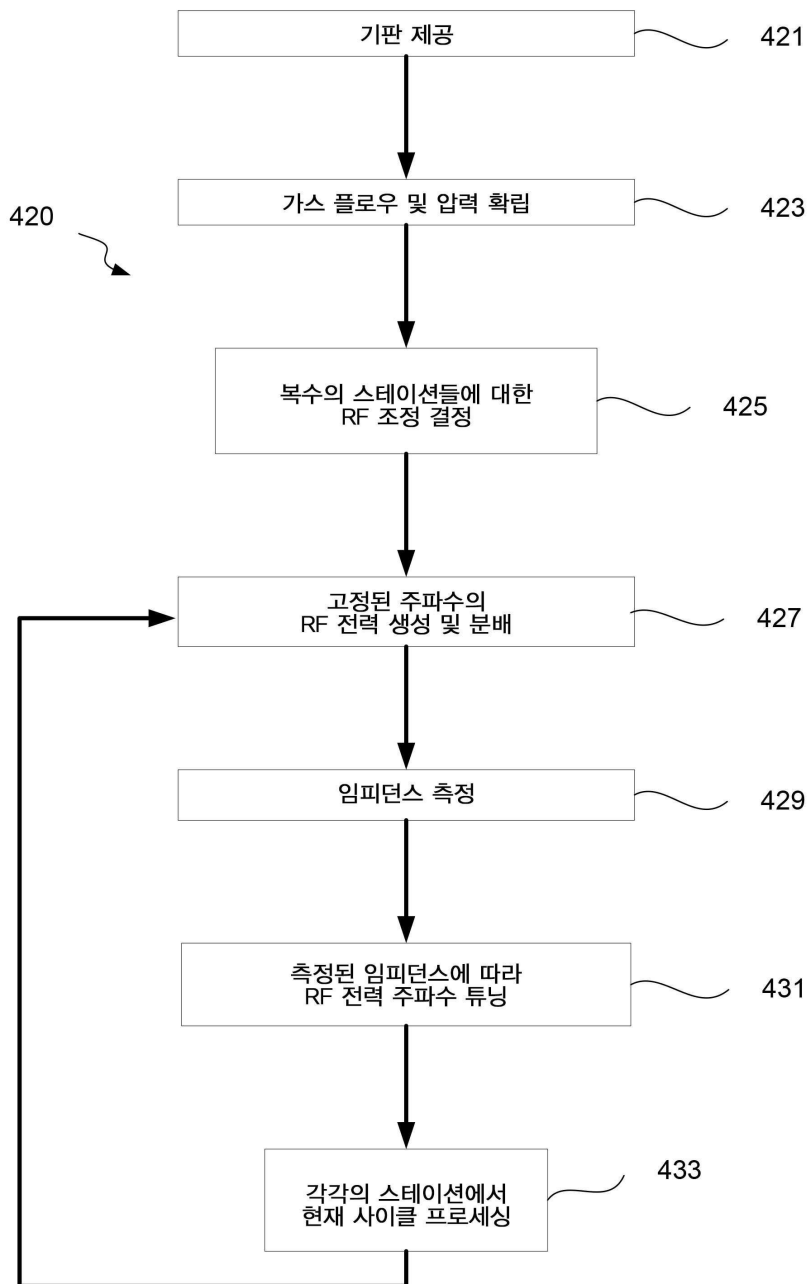 기판 제공
421
가스 플로우 및 압력 확립
423
420
복수의 스테이션들에 대한
RF 조정 결정
425
고정된 주파수의
RF 전력 생성 및 분배
427
임피던스 측정
429
측정된 임피던스에 따라
RF 전력 주파수 튜닝
431
433
각각의 스테이션에서
현재 사이클 프로세싱